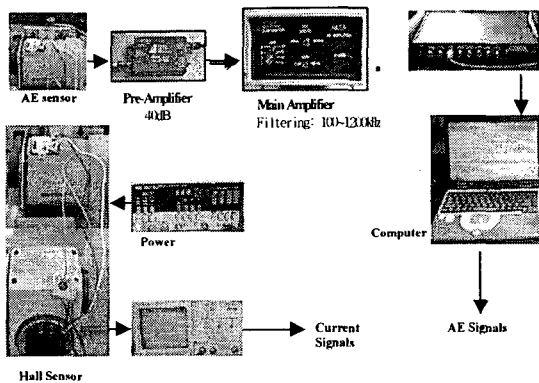 AE sensor
Pre-Amplifier
40dB
Main Amplifier
Filtering: 100~1200kHz
Power
Computer
Current
Signals
AE Signals
Hall Sensor